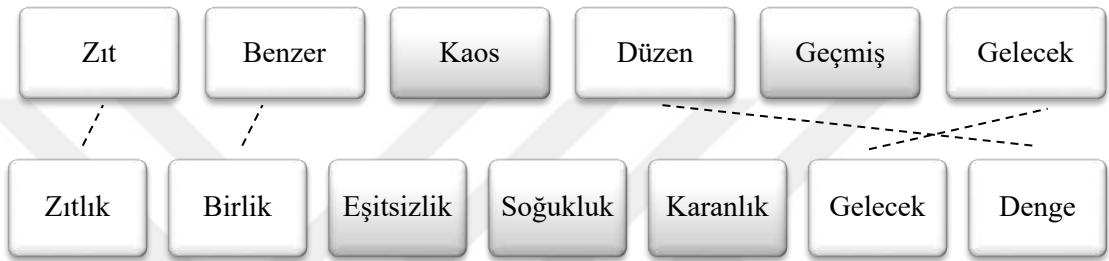 Zıt Benzer Kaos Düzen Geçmiş Gelecek
Zıtlık Birlik Eşitsizlik Soğukluk Karanlık Gelecek Denge